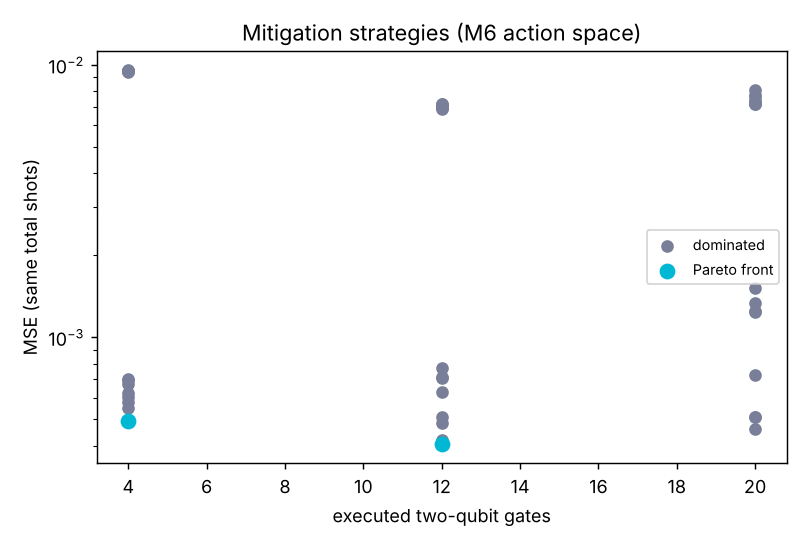 Mitigation strategies (M6 action space)
10⁻²
10⁻³
MSE (same total shots)
dominated
Pareto front
4 6 8 10 12 14 16 18 20
executed two-qubit gates